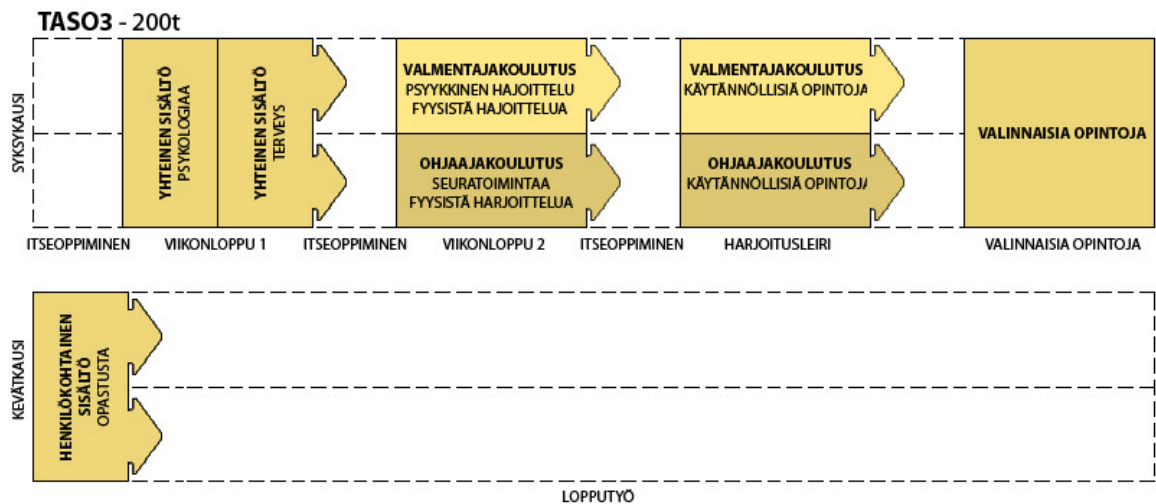 TASO3 - 200t
SYKSYKAUSI
YHTEINEN SISÄLTÖ
PSYKOLOGIAA
YHTEINEN SISÄLTÖ
TERVEYS
VALMENTAJAKOULUTUS
PSYYKKINEN HAJOITTELU
FYYSISTÄ HAJOITTELUA
OHJAAJAKOULUTUS
SEURATOIMINTAA
FYYSISTÄ HARJOITTELUA
VALMENTAJAKOULUTUS
KÄYTÄNNÖLLISIÄ OPINTOJA
OHJAAJAKOULUTUS
KÄYTÄNNÖLLISIÄ OPINTOJA
VALINNAISIA OPINTOJA
ITSEOPPIMINEN
VIIKONLOPPU 1
ITSEOPPIMINEN
VIIKONLOPPU 2
ITSEOPPIMINEN
HARJOITUSLEIRI
VALINNAISIA OPINTOJA
KEVÄTKAUSI
HENKILÖKOHTAINEN
SISÄLTÖ
OPASTUSTA
LOPPUTYÖ